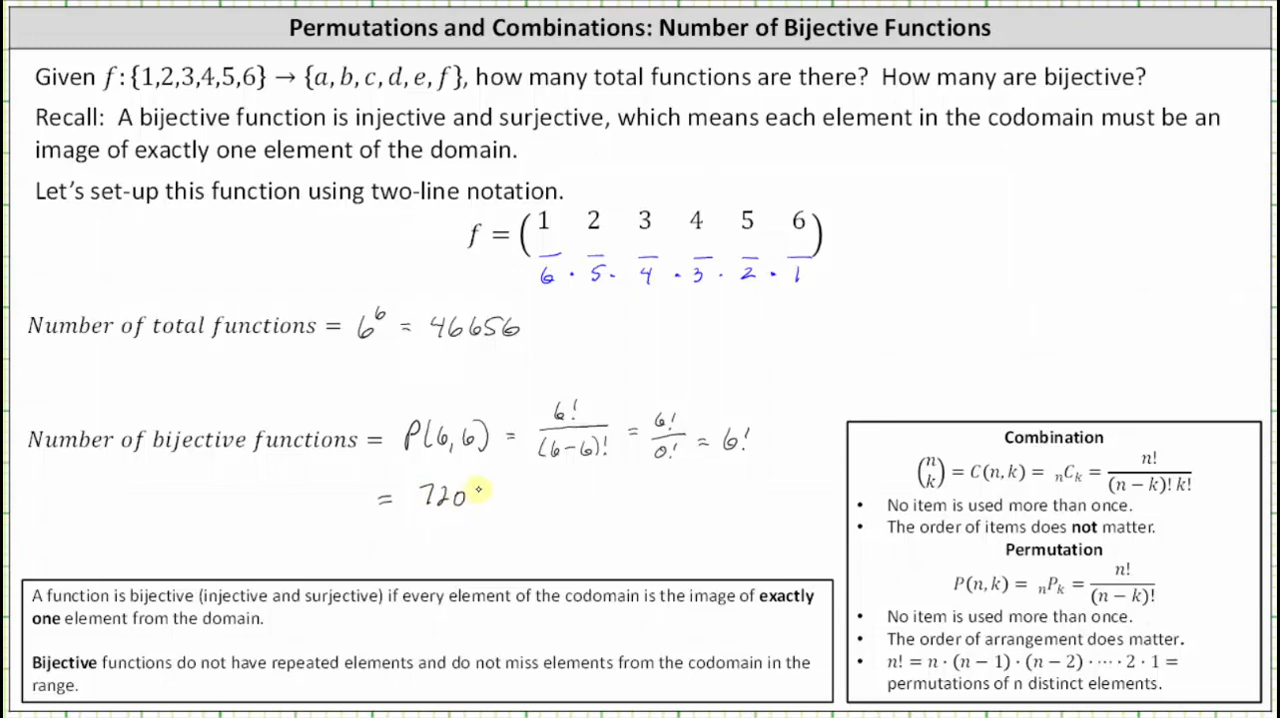 Permutations and Combinations: Number of Bijective Functions
Given f:{1,2,3,4,5,6} → {a, b, c, d, e, f}, how many total functions are there? How many are bijective?
Recall: A bijective function is injective and surjective, which means each element in the codomain must be an
image of exactly one element of the domain.
Let's set-up this function using two-line notation.
f = (1 2 3 4 5 6)
6 · 5 · 4 · 3 · 2 · 1
Number of total functions = 6^6 = 46656
Number of bijective functions = P(6,6) = 6!/(6-6)! = 6!/0! = 6!
= 720
A function is bijective (injective and surjective) if every element of the codomain is the image of exactly
one element from the domain.
Bijective functions do not have repeated elements and do not miss elements from the codomain in the
range.
Combination
(n k) = C(n, k) = nCk = n!/(n − k)! k!
• No item is used more than once.
• The order of items does not matter.
Permutation
P(n, k) = nPk = n!/(n − k)!
• No item is used more than once.
• The order of arrangement does matter.
• n! = n · (n − 1) · (n − 2) · ··· · 2 · 1 =
permutations of n distinct elements.